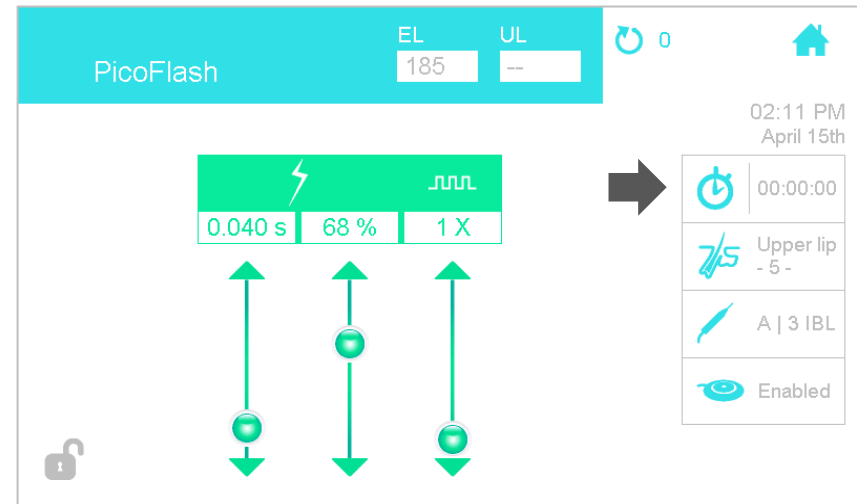 EL UL
PicoFlash 185 --
0
02:11 PM
April 15th
0.040 s 68 % 1 X
00:00:00
Upper lip
- 5 -
A | 3 IBL
Enabled